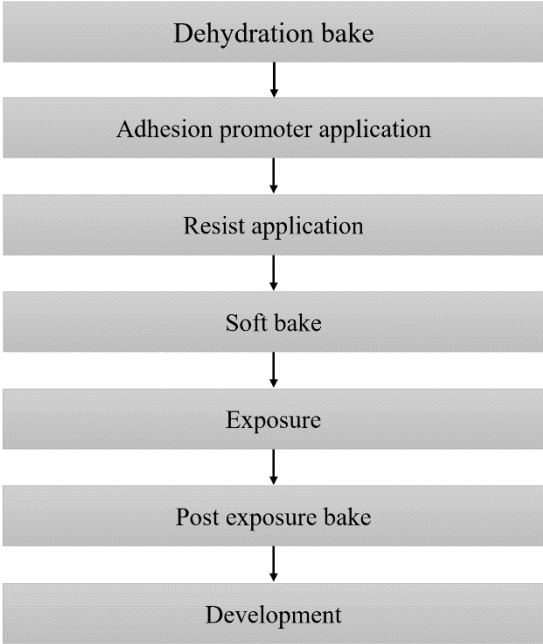 Dehydration bake
Adhesion promoter application
Resist application
Soft bake
Exposure
Post exposure bake
Development